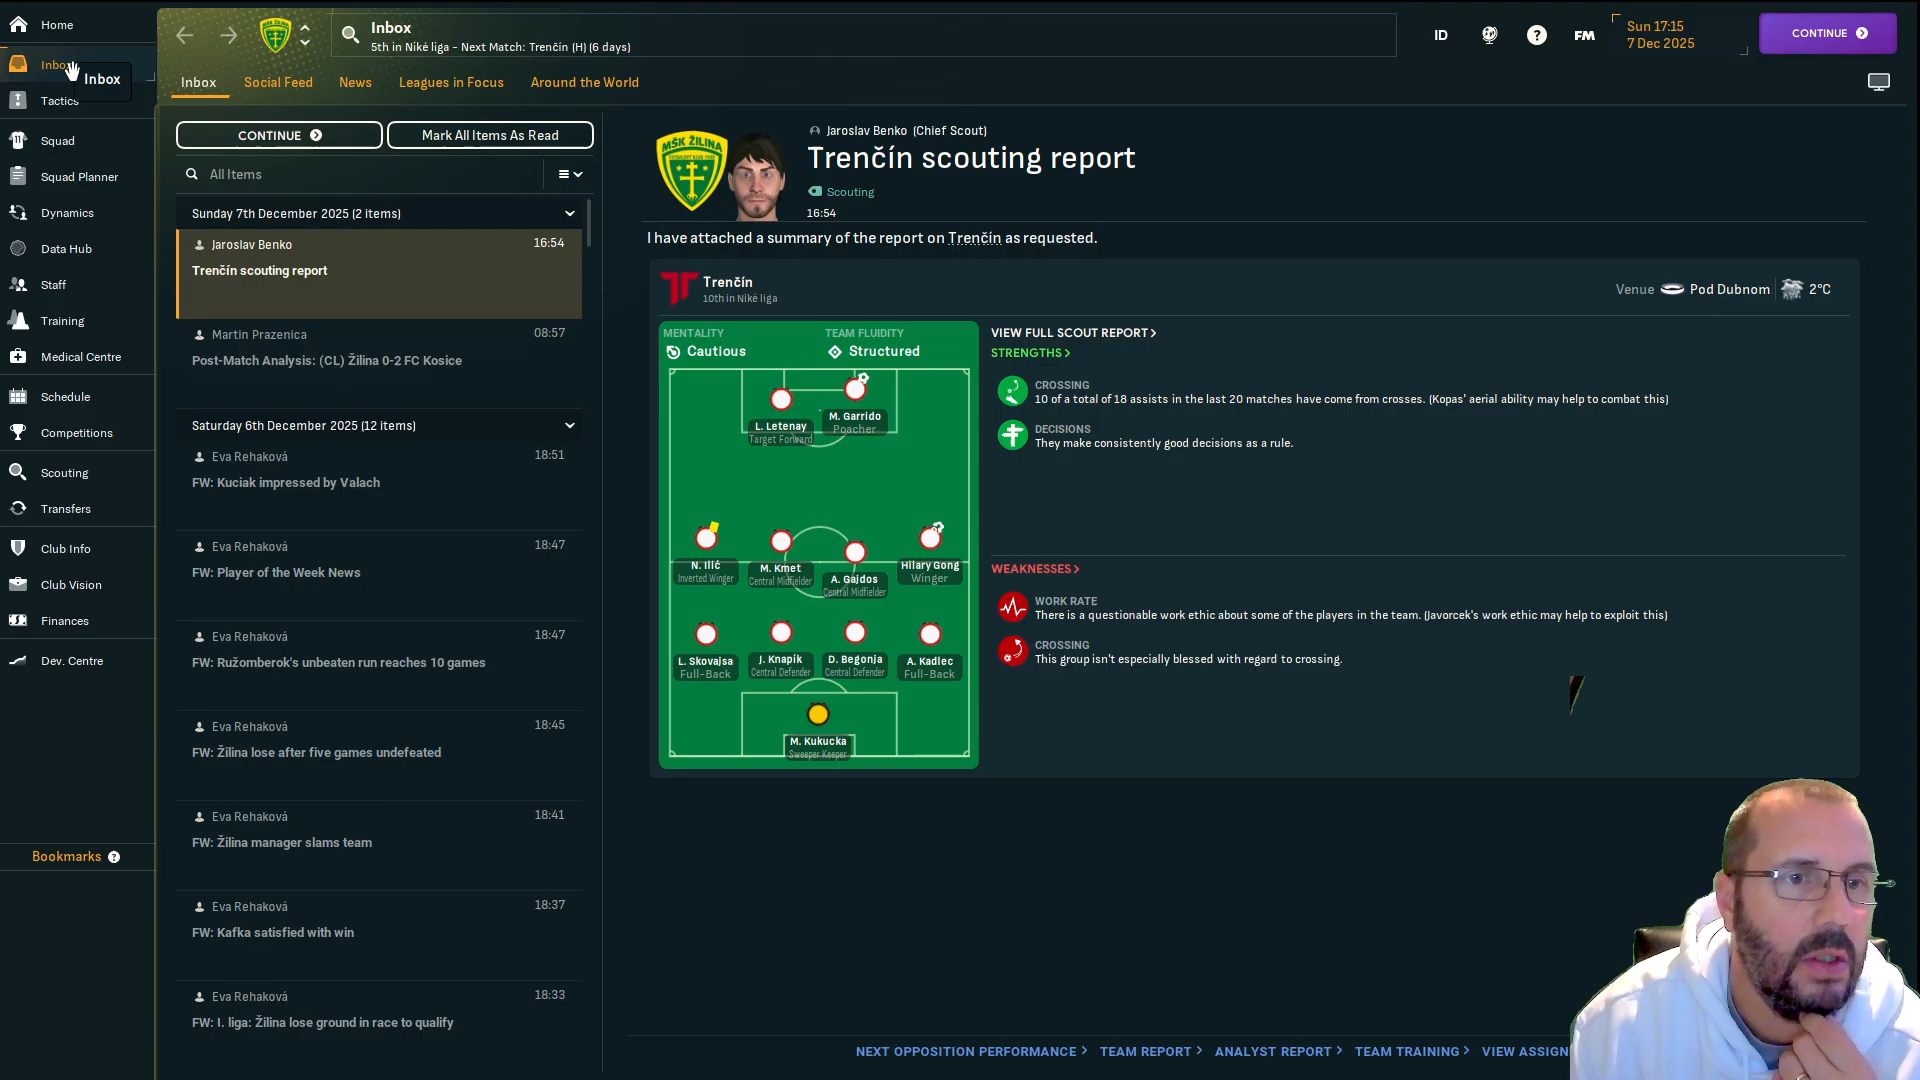 Home
Inbox
5th in Niké liga - Next Match: Trenčín (H) (6 days)
ID
FM
Sun 17:15
7 Dec 2025
CONTINUE
Inbox
Inbox
Tactics
Squad
Squad Planner
Dynamics
Data Hub
Staff
Training
Medical Centre
Schedule
Competitions
Scouting
Transfers
Club Info
Club Vision
Finances
Dev. Centre
Bookmarks
Inbox
Social Feed
News
Leagues in Focus
Around the World
CONTINUE
Mark All Items As Read
All Items
Sunday 7th December 2025 (2 items)
Jaroslav Benko
16:54
Trenčín scouting report
Martin Prazenica
08:57
Post-Match Analysis: (CL) Žilina 0-2 FC Kosice
Saturday 6th December 2025 (12 items)
Eva Rehaková
18:51
FW: Kuciak impressed by Valach
Eva Rehaková
18:47
FW: Player of the Week News
Eva Rehaková
18:47
FW: Ružomberok's unbeaten run reaches 10 games
Eva Rehaková
18:45
FW: Žilina lose after five games undefeated
Eva Rehaková
18:41
FW: Žilina manager slams team
Eva Rehaková
18:37
FW: Kafka satisfied with win
Eva Rehaková
18:33
FW: I. liga: Žilina lose ground in race to qualify
MŠK ŽILINA
Jaroslav Benko (Chief Scout)
Trenčín scouting report
Scouting
16:54
I have attached a summary of the report on Trenčín as requested.
Trenčín
10th in Niké liga
Venue
Pod Dubnom
2°C
MENTALITY
Cautious
TEAM FLUIDITY
Structured
L. Letenay
Target Forward
M. Garrido
Poacher
N. Ilić
Inverted Winger
M. Kmet
Central Midfielder
A. Gajdos
Central Midfielder
Hilary Gong
Winger
L. Skovajsa
Full-Back
J. Knapík
Central Defender
D. Begonja
Central Defender
A. Kadlec
Full-Back
M. Kukucka
Sweeper Keeper
VIEW FULL SCOUT REPORT
STRENGTHS
CROSSING
10 of a total of 18 assists in the last 20 matches have come from crosses. (Kopas' aerial ability may help to combat this)
DECISIONS
They make consistently good decisions as a rule.
WEAKNESSES
WORK RATE
There is a questionable work ethic about some of the players in the team. (Javorcek's work ethic may help to exploit this)
CROSSING
This group isn't especially blessed with regard to crossing.
NEXT OPPOSITION PERFORMANCE
TEAM REPORT
ANALYST REPORT
TEAM TRAINING
VIEW ASSIGN